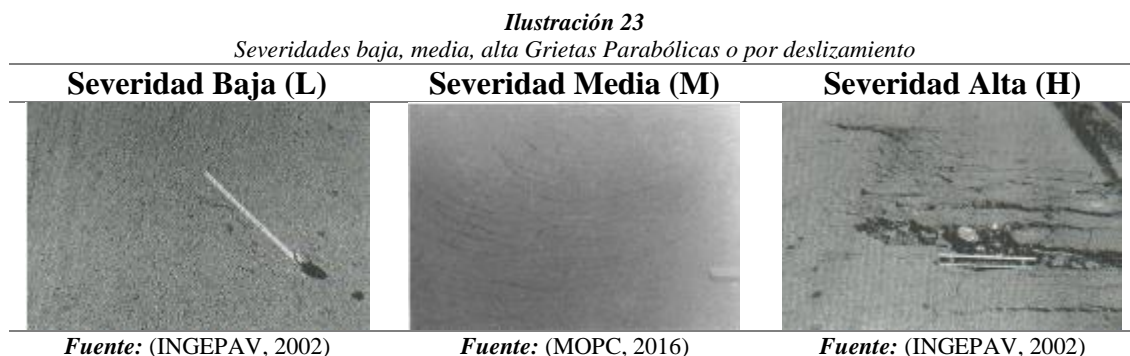 Ilustración 23
Severidades baja, media, alta Grietas Parabólicas o por deslizamiento
Severidad Baja (L) Severidad Media (M) Severidad Alta (H)
Fuente: (INGEPAV, 2002) Fuente: (MOPC, 2016) Fuente: (INGEPAV, 2002)